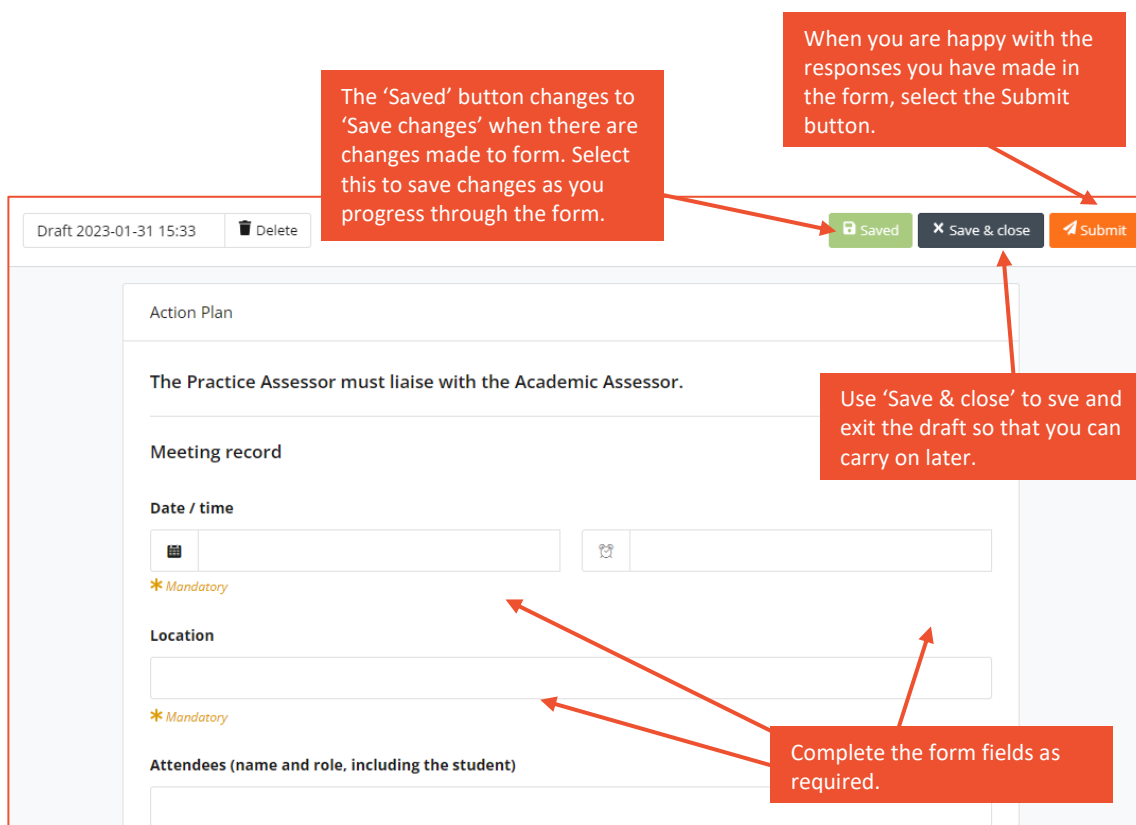 When you are happy with the
responses you have made in
the form, select the Submit
button.
The ‘Saved’ button changes to
‘Save changes’ when there are
changes made to form. Select
this to save changes as you
progress through the form.
Draft 2023-01-31 15:33 Delete Saved Save & close Submit
Action Plan
The Practice Assessor must liaise with the Academic Assessor.
Use ‘Save & close’ to sve and
exit the draft so that you can
carry on later.
Meeting record
Date / time
Mandatory
Location
Mandatory
Complete the form fields as
required.
Attendees (name and role, including the student)